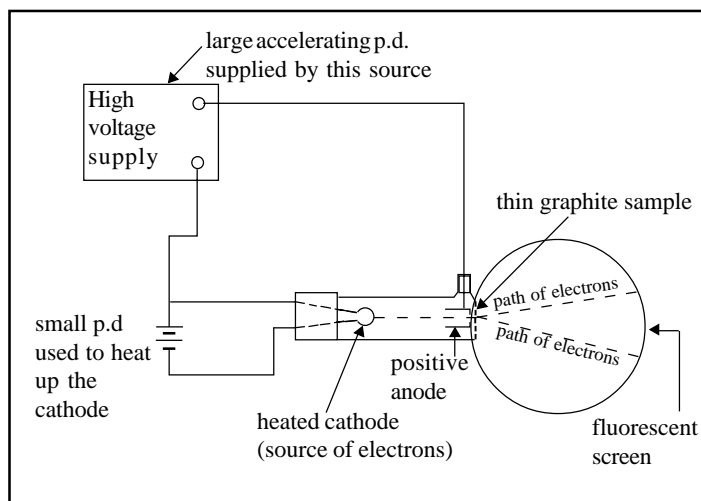 large accelerating p.d.
supplied by this source
High
voltage
supply
thin graphite sample
path of electrons
path of electrons
small p.d
used to heat
up the
cathode
positive
anode
heated cathode
(source of electrons)
fluorescent
screen